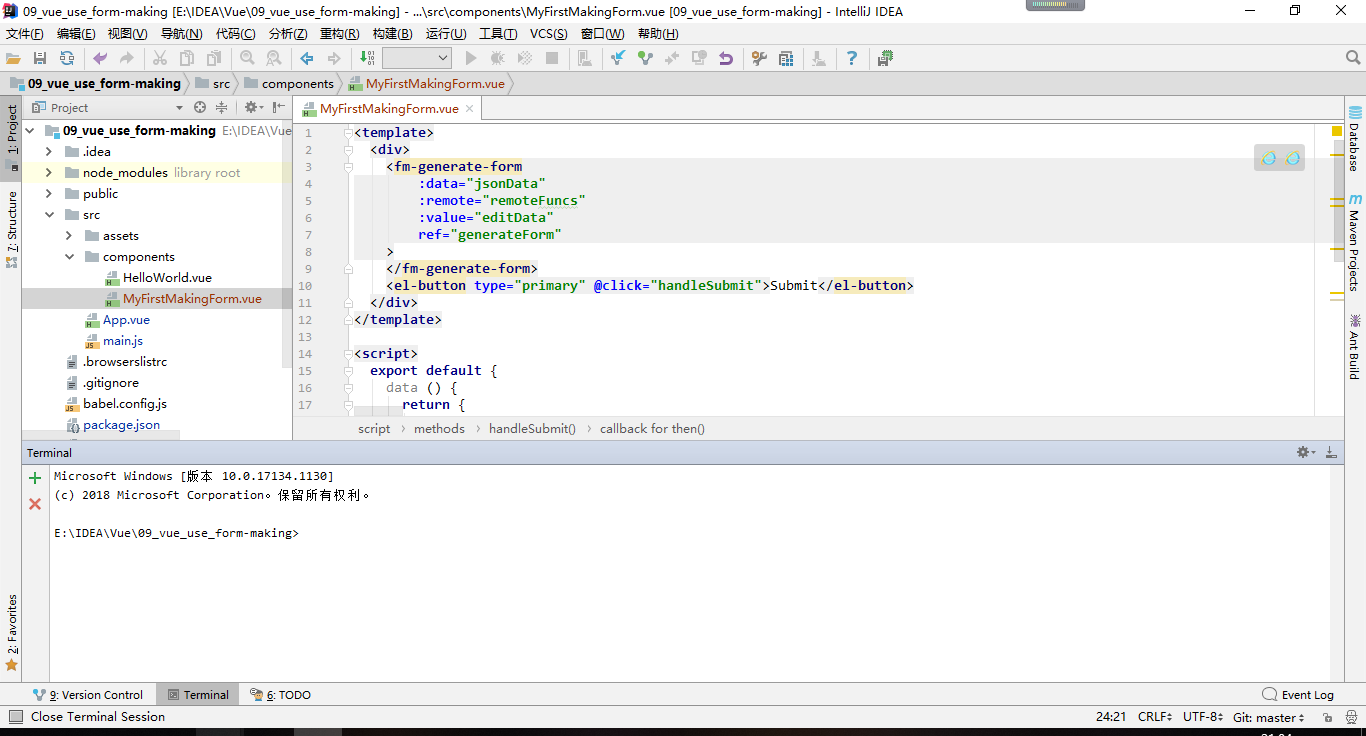 09_vue_use_form-making [E:\IDEA\Vue\09_vue_use_form-making] - ...\src\components\MyFirstMakingForm.vue [09_vue_use_form-making] - IntelliJ IDEA
文件(F) 编辑(E) 视图(V) 导航(N) 代码(C) 分析(Z) 重构(R) 构建(B) 运行(U) 工具(T) VCS(S) 窗口(W) 帮助(H)
09_vue_use_form-making src components MyFirstMakingForm.vue
1: Project
7: Structure
2: Favorites
Project
09_vue_use_form-making E:\IDEA\Vue
.idea
node_modules library root
public
src
assets
components
HelloWorld.vue
MyFirstMakingForm.vue
App.vue
main.js
.browserslistrc
.gitignore
babel.config.js
package.json
MyFirstMakingForm.vue
1 <template>
2 <div>
3 <fm-generate-form
4 :data="jsonData"
5 :remote="remoteFuncs"
6 :value="editData"
7 ref="generateForm"
8 >
9 </fm-generate-form>
10 <el-button type="primary" @click="handleSubmit">Submit</el-button>
11 </div>
12 </template>
13
14 <script>
15 export default {
16 data () {
17 return {
script methods handleSubmit() callback for then()
Database
Maven Projects
Ant Build
Terminal
Microsoft Windows [版本 10.0.17134.1130]
(c) 2018 Microsoft Corporation。保留所有权利。
E:\IDEA\Vue\09_vue_use_form-making>
9: Version Control Terminal 6: TODO Event Log
Close Terminal Session 24:21 CRLF UTF-8 Git: master